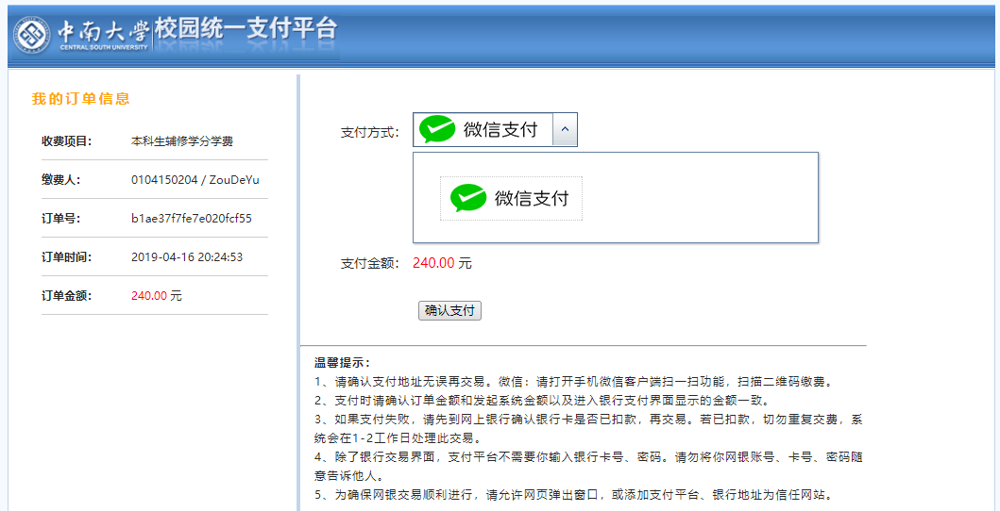 中南大学 校园统一支付平台
CENTRAL SOUTH UNIVERSITY
我的订单信息
收费项目： 本科生辅修学分学费
缴费人： 0104150204 / ZouDeYu
订单号： b1ae37f7fe7e020fcf55
订单时间： 2019-04-16 20:24:53
订单金额： 240.00 元
支付方式： 微信支付
微信支付
支付金额： 240.00 元
确认支付
温馨提示：
1、请确认支付地址无误再交易。微信：请打开手机微信客户端扫一扫功能，扫描二维码缴费。
2、支付时请确认订单金额和发起系统金额以及进入银行支付界面显示的金额一致。
3、如果支付失败，请先到网上银行确认银行卡是否已扣款，再交易。若已扣款，切勿重复交费，系
统会在1-2工作日处理此交易。
4、除了银行交易界面，支付平台不需要你输入银行卡号、密码。请勿将你网银账号、卡号、密码随
意告诉他人。
5、为确保网银交易顺利进行，请允许网页弹出窗口，或添加支付平台、银行地址为信任网站。